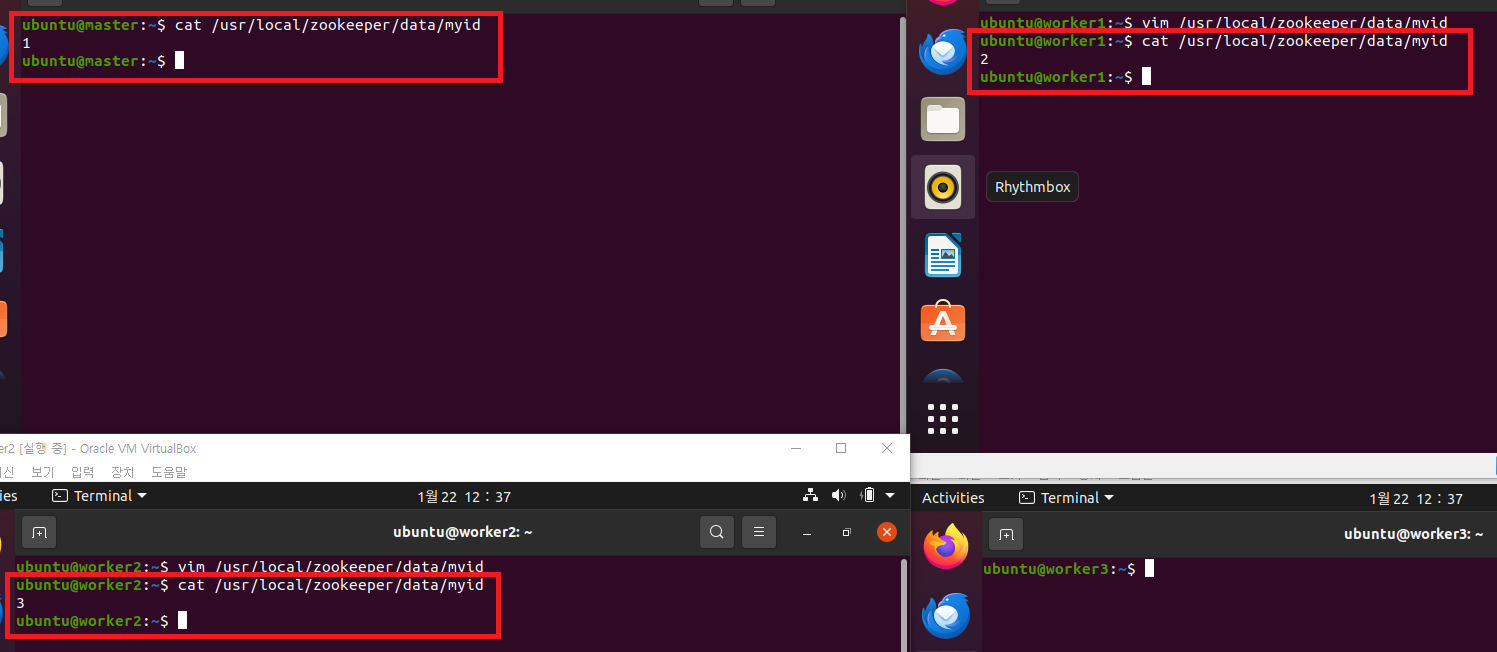 ubuntu@master:~$ cat /usr/local/zookeeper/data/myid
1
ubuntu@master:~$
ubuntu@worker1:~$ vim /usr/local/zookeeper/data/myid
ubuntu@worker1:~$ cat /usr/local/zookeeper/data/myid
2
ubuntu@worker1:~$
Rhythmbox
er2 [실행 중] - Oracle VM VirtualBox
보기 입력 장치 도움말
ies Terminal 1월 22 12 : 37
ubuntu@worker2: ~
ubuntu@worker2:~$ vim /usr/local/zookeeper/data/myid
ubuntu@worker2:~$ cat /usr/local/zookeeper/data/myid
3
ubuntu@worker2:~$
Activities Terminal 1월 22 12 : 37
ubuntu@worker3: ~
ubuntu@worker3:~$